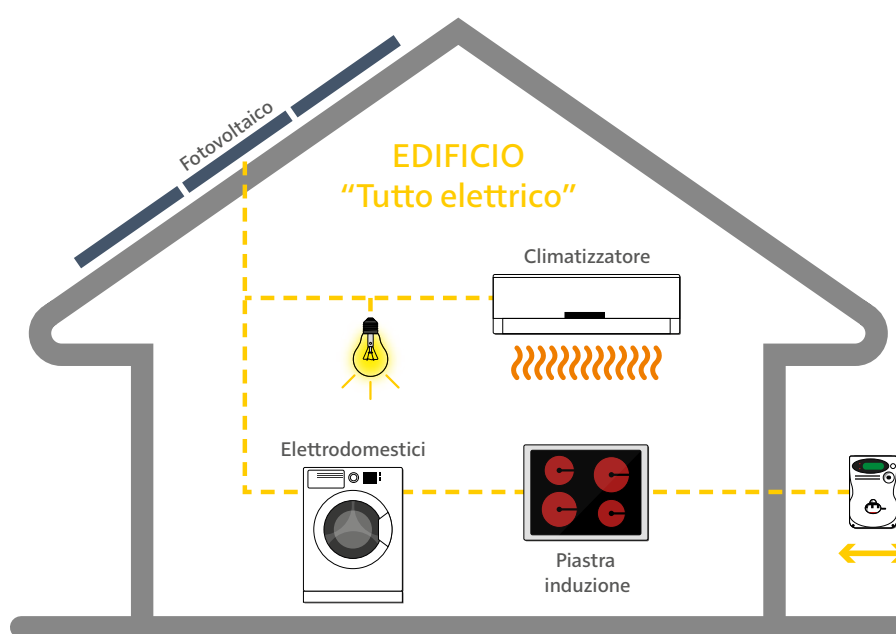 Fotovoltaico
EDIFICIO
“Tutto elettrico”
Climatizzatore
Elettrodomestici
Piastra
induzione